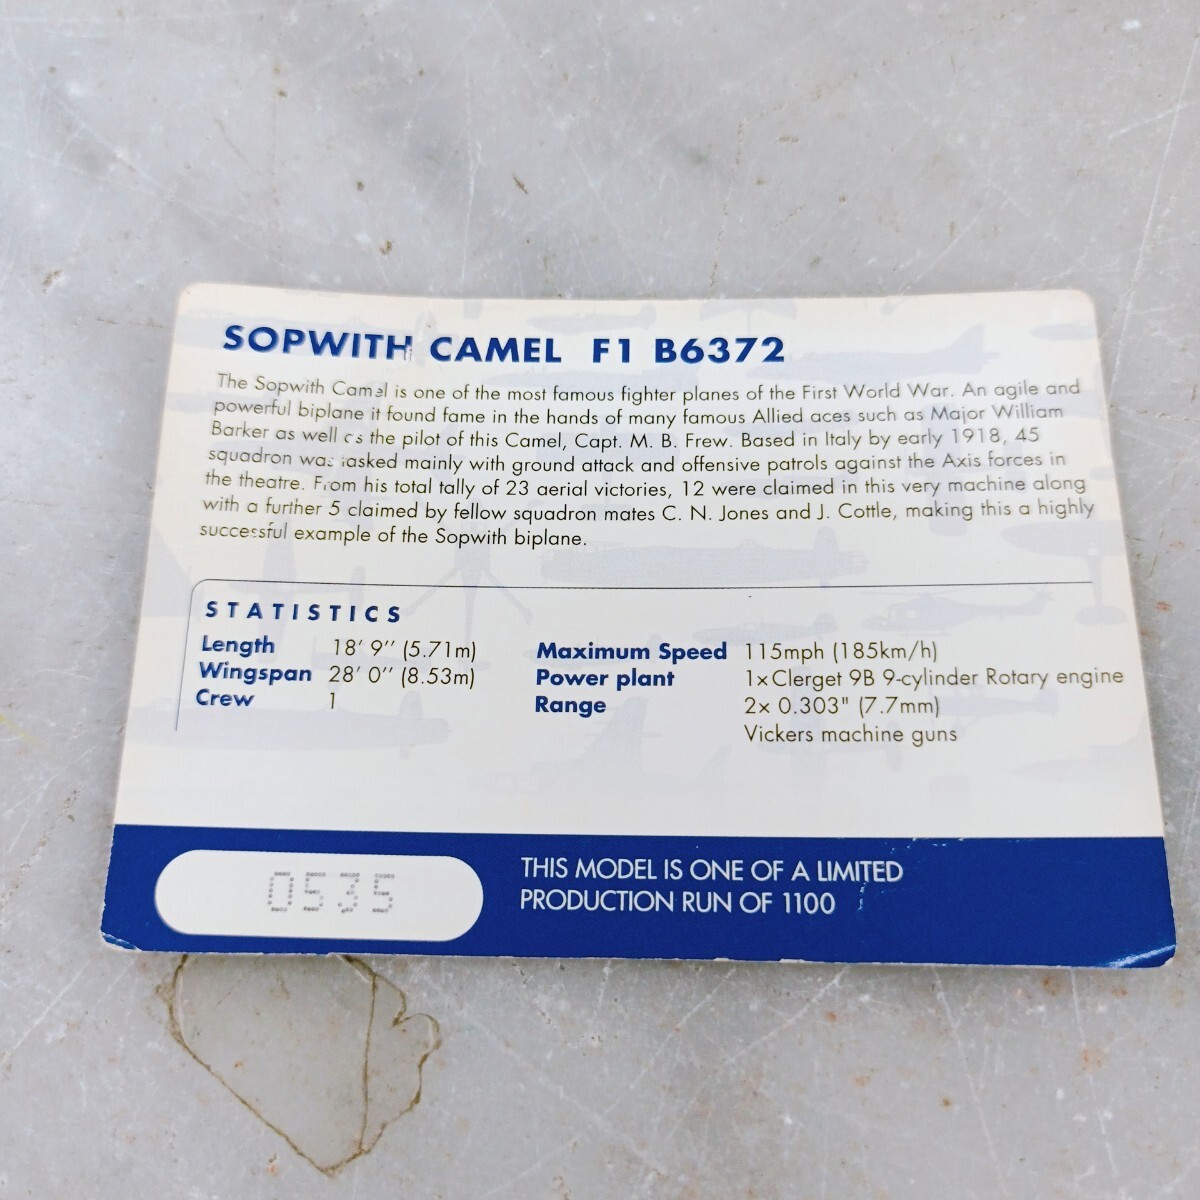 SOPWITH CAMEL F1 B6372
The Sopwith Camel is one of the most famous fighter planes of the First World War. An agile and
powerful biplane it found fame in the hands of many famous Allied aces such as Major William
Barker as well as the pilot of this Camel, Capt. M. B. Frew. Based in Italy by early 1918, 45
squadron was tasked mainly with ground attack and offensive patrols against the Axis forces in
the theatre. From his total tally of 23 aerial victories, 12 were claimed in this very machine along
with a further 5 claimed by fellow squadron mates C. N. Jones and J. Cottle, making this a highly
successful example of the Sopwith biplane.
STATISTICS
Length 18' 9'' (5.71m)
Wingspan 28' 0'' (8.53m)
Crew 1
Maximum Speed 115mph (185km/h)
Power plant 1xClerget 9B 9-cylinder Rotary engine
Range 2x 0.303" (7.7mm)
Vickers machine guns
0535
THIS MODEL IS ONE OF A LIMITED
PRODUCTION RUN OF 1100